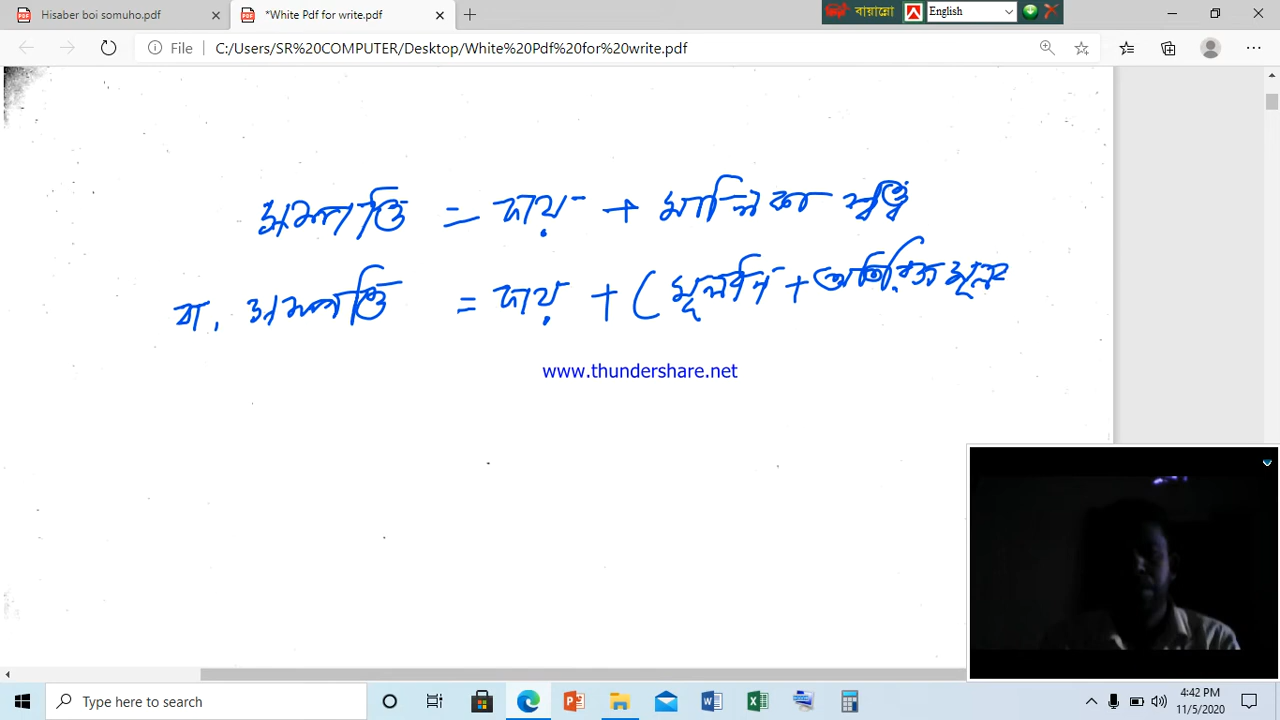 Hisaber boi somuho.pdf
*White Pdf for write.pdf
বায়ান্নো English
File C:/Users/SR%20COMPUTER/Desktop/White%20Pdf%20for%20write.pdf
সম্পত্তি = দায় + মালিকা স্বত্ত্ব
বা, সম্পত্তি = দায় + (মূলধন + অতিরিক্ত মূলধ
www.thundershare.net
Type here to search
4:42 PM
11/5/2020